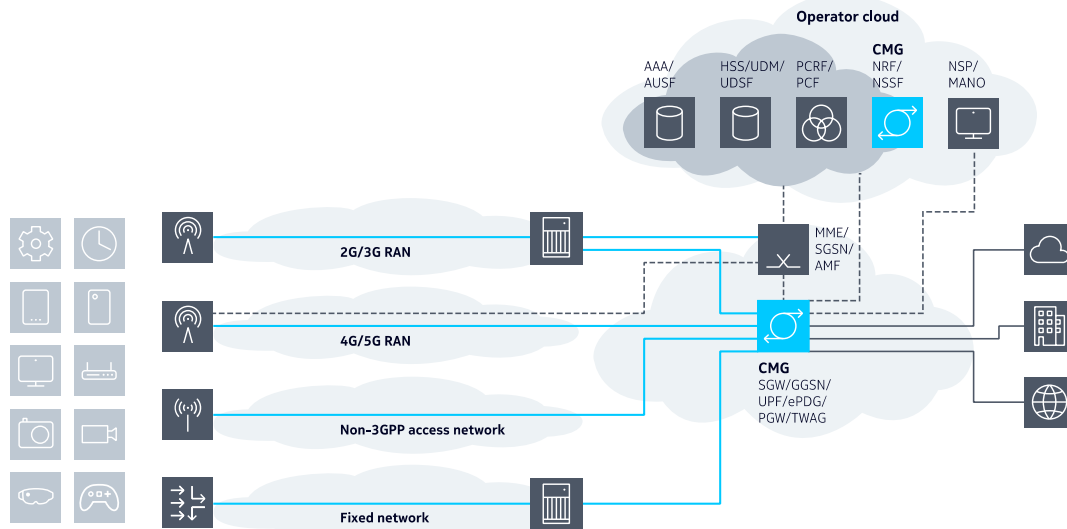 Operator cloud
AAA/
AUSF
HSS/UDM/
UDSF
PCRF/
PCF
CMG
NRF/
NSSF
NSP/
MANO
2G/3G RAN
MME/
SGSN/
AMF
4G/5G RAN
CMG
SGW/GGSN/
UPF/ePDG/
PGW/TWAG
Non-3GPP access network
Fixed network